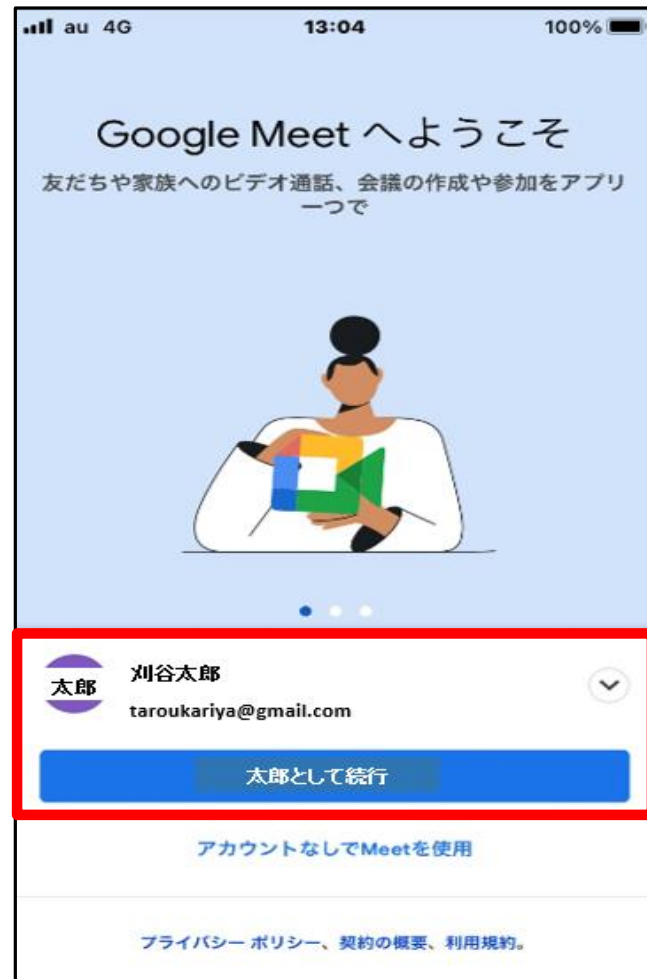 au 4G 13:04 100%
Google Meet へようこそ
友だちや家族へのビデオ通話、会議の作成や参加をアプリ
一つで
太郎
刈谷太郎
taroukariya@gmail.com
太郎として続行
アカウントなしでMeetを使用
プライバシー ポリシー、契約の概要、利用規約。